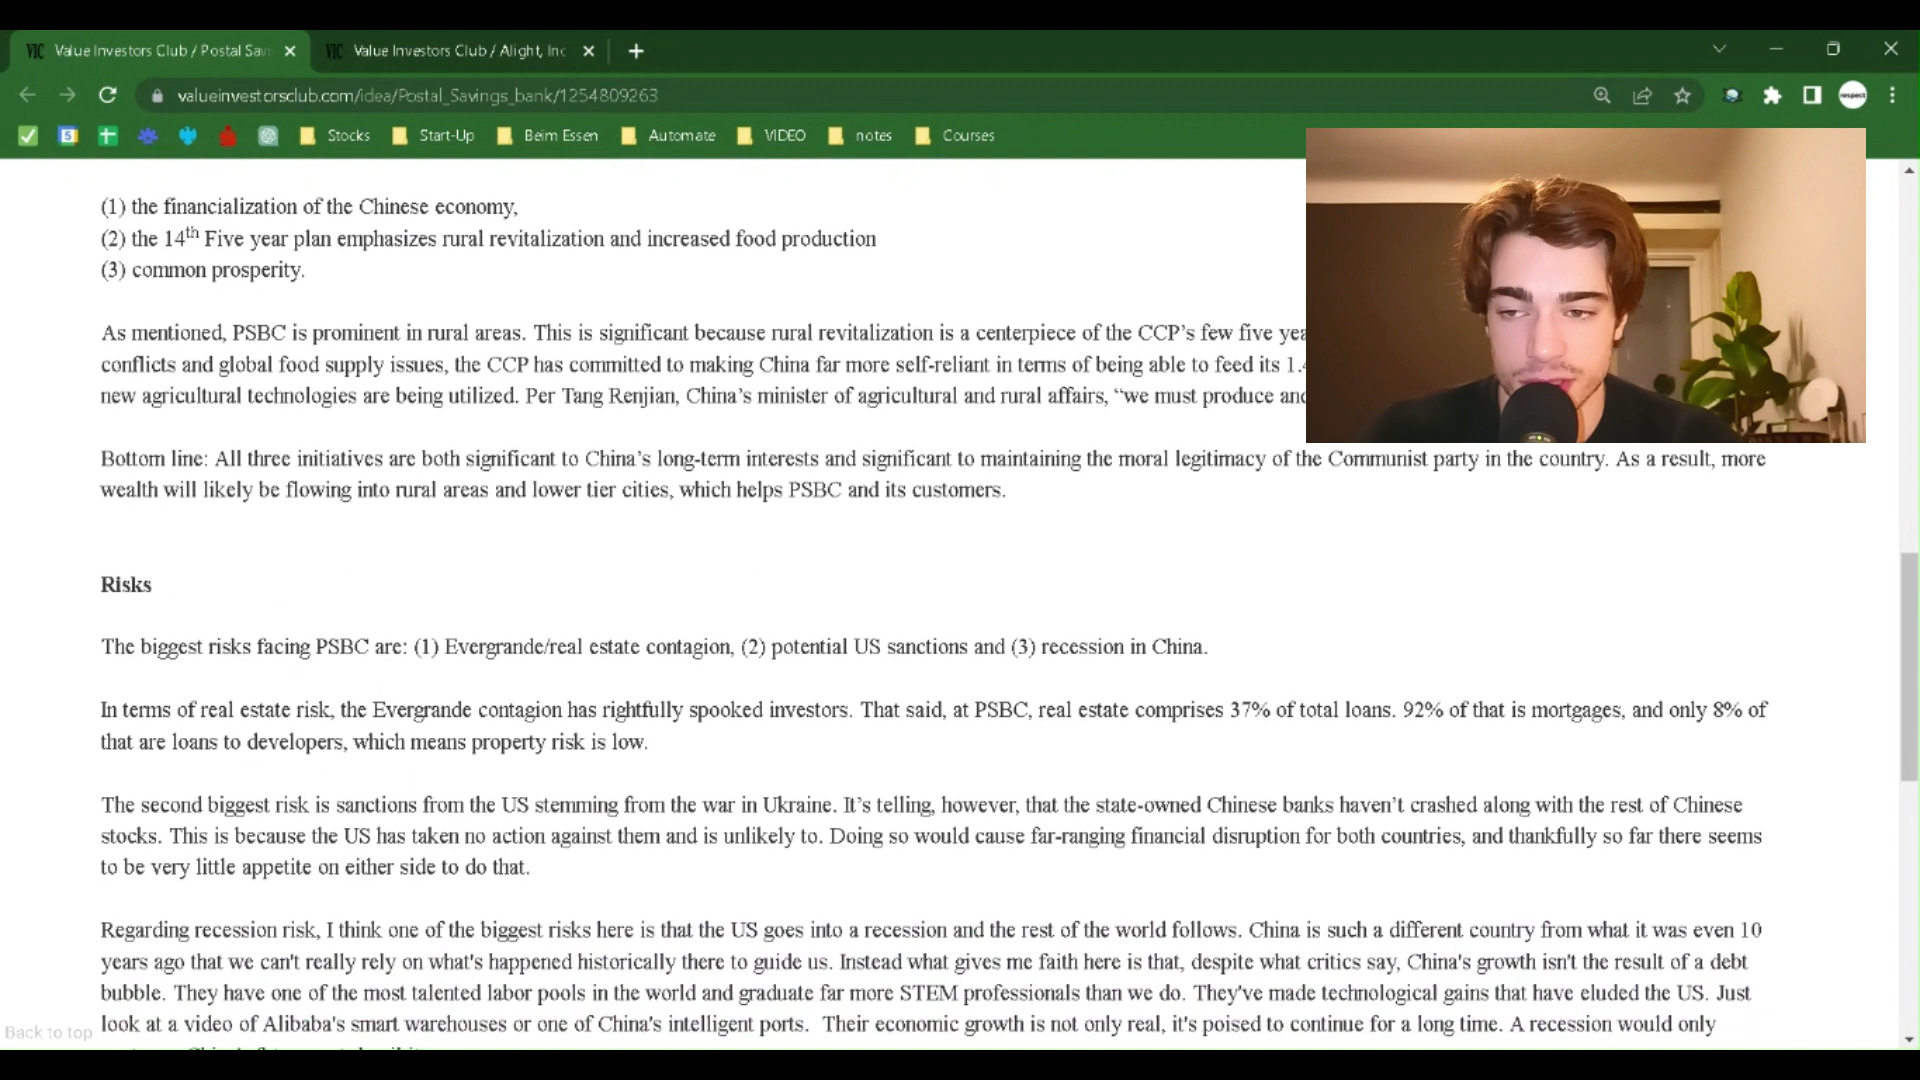 Value Investors Club / Postal Savi
Value Investors Club / Alight, Inc
valueinvestorsclub.com/idea/Postal_Savings_bank/1254809263
respect
Stocks
Start-Up
Beim Essen
Automate
VIDEO
notes
Courses
(1) the financialization of the Chinese economy,
(2) the 14th Five year plan emphasizes rural revitalization and increased food production
(3) common prosperity.
As mentioned, PSBC is prominent in rural areas. This is significant because rural revitalization is a centerpiece of the CCP’s few five yea
conflicts and global food supply issues, the CCP has committed to making China far more self-reliant in terms of being able to feed its 1.
new agricultural technologies are being utilized. Per Tang Renjian, China’s minister of agricultural and rural affairs, “we must produce and
Bottom line: All three initiatives are both significant to China’s long-term interests and significant to maintaining the moral legitimacy of the Communist party in the country. As a result, more
wealth will likely be flowing into rural areas and lower tier cities, which helps PSBC and its customers.
Risks
The biggest risks facing PSBC are: (1) Evergrande/real estate contagion, (2) potential US sanctions and (3) recession in China.
In terms of real estate risk, the Evergrande contagion has rightfully spooked investors. That said, at PSBC, real estate comprises 37% of total loans. 92% of that is mortgages, and only 8% of
that are loans to developers, which means property risk is low.
The second biggest risk is sanctions from the US stemming from the war in Ukraine. It’s telling, however, that the state-owned Chinese banks haven’t crashed along with the rest of Chinese
stocks. This is because the US has taken no action against them and is unlikely to. Doing so would cause far-ranging financial disruption for both countries, and thankfully so far there seems
to be very little appetite on either side to do that.
Regarding recession risk, I think one of the biggest risks here is that the US goes into a recession and the rest of the world follows. China is such a different country from what it was even 10
years ago that we can't really rely on what's happened historically there to guide us. Instead what gives me faith here is that, despite what critics say, China's growth isn't the result of a debt
bubble. They have one of the most talented labor pools in the world and graduate far more STEM professionals than we do. They've made technological gains that have eluded the US. Just
look at a video of Alibaba's smart warehouses or one of China's intelligent ports. Their economic growth is not only real, it's poised to continue for a long time. A recession would only
Back to top